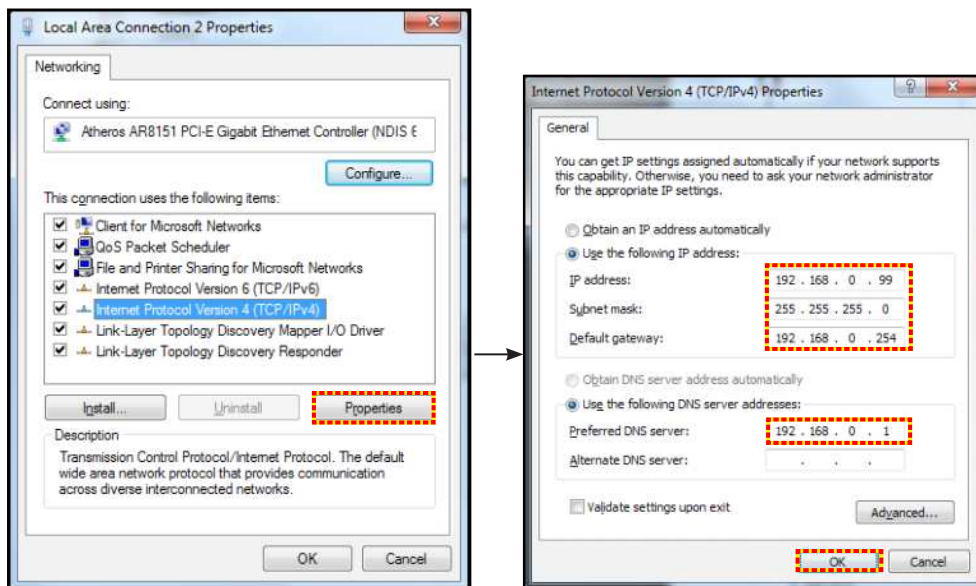 Local Area Connection 2 Properties
Networking
Connect using:
Atheros AR8151 PCI-E Gigabit Ethernet Controller (NDIS 6
Configure...
This connection uses the following items:
Client for Microsoft Networks
QoS Packet Scheduler
File and Printer Sharing for Microsoft Networks
Internet Protocol Version 6 (TCP/IPv6)
Internet Protocol Version 4 (TCP/IPv4)
Link-Layer Topology Discovery Mapper I/O Driver
Link-Layer Topology Discovery Responder
Install...
Uninstall
Properties
Description
Transmission Control Protocol/Internet Protocol. The default
wide area network protocol that provides communication
across diverse interconnected networks.
OK
Cancel
Internet Protocol Version 4 (TCP/IPv4) Properties
General
You can get IP settings assigned automatically if your network supports
this capability. Otherwise, you need to ask your network administrator
for the appropriate IP settings.
Obtain an IP address automatically
Use the following IP address:
IP address: 192 . 168 . 0 . 99
Subnet mask: 255 . 255 . 255 . 0
Default gateway: 192 . 168 . 0 . 254
Obtain DNS server address automatically
Use the following DNS server addresses:
Preferred DNS server: 192 . 168 . 0 . 1
Alternate DNS server: . . .
Validate settings upon exit
Advanced...
OK
Cancel